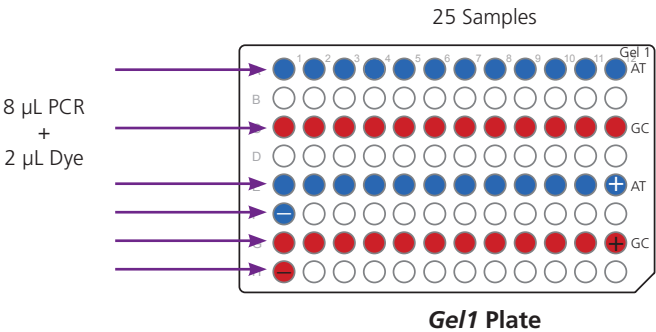 25 Samples
Gel 1
1 2 3 4 5 6 7 8 9 10 11 12
AT
B
8 µL PCR
+
2 µL Dye
GC
D
E + AT
−
G + GC
− H
Gel1 Plate